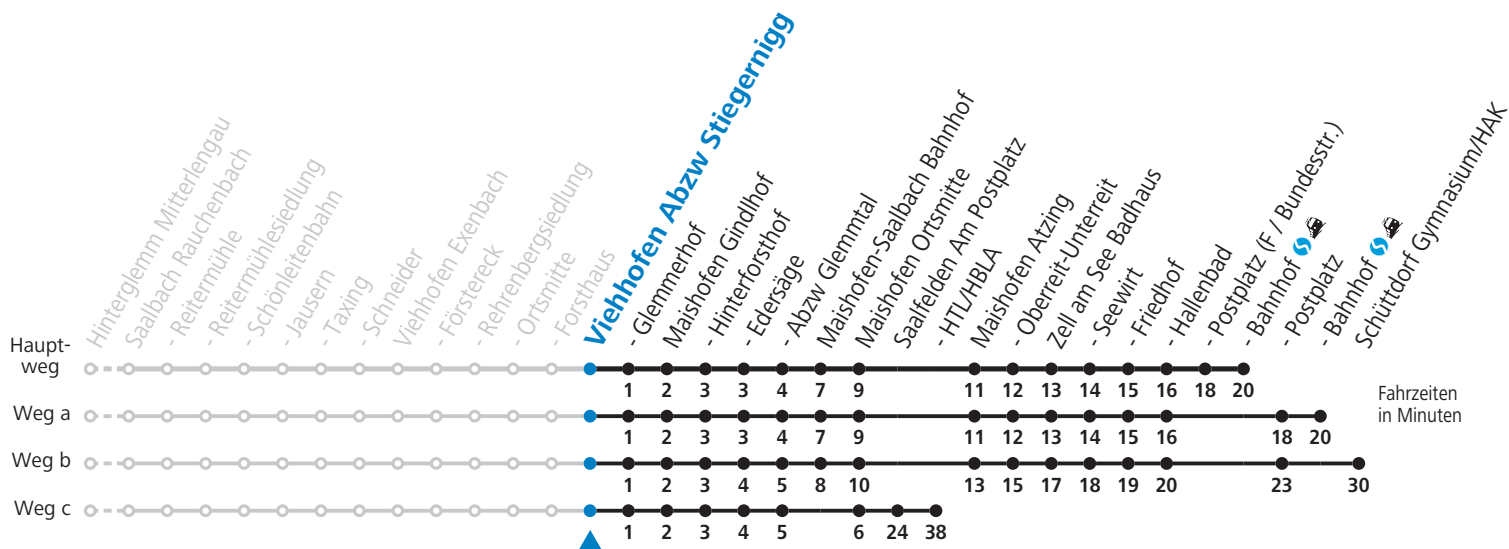 Hinterglemm Mitterlengau
Saalbach Rauchenbach
- Reitermühle
- Reitermühlesiedlung
- Schönleitenbahn
- Jausern
- Taxing
- Schneider
Viehhofen Exenbach
- Förstereck
- Rehrenbergsiedlung
- Ortsmitte
- Forsthaus
Viehhofen Abzw Stiegernigg
- Glemmerhof
Maishofen Gindlhof
- Hinterforsthof
- Edersäge
- Abzw Glemmtal
Maishofen-Saalbach Bahnhof
Maishofen Ortsmitte
Saalfelden Am Postplatz
- HTL/HBLA
Maishofen Atzing
- Oberreit-Unterreit
Zell am See Badhaus
- Seewirt
- Friedhof
- Hallenbad
- Postplatz (F / Bundesstr.)
- Bahnhof
- Postplatz
- Bahnhof
Schüttdorf Gymnasium/HAK
Haupt-
weg
1 2 3 3 4 7 9 11 12 13 14 15 16 18 20
Weg a
1 2 3 3 4 7 9 11 12 13 14 15 16 18 20
Weg b
1 2 3 4 5 8 10 13 15 17 18 19 20 23 30
Weg c
1 2 3 4 5 6 24 38
Fahrzeiten
in Minuten